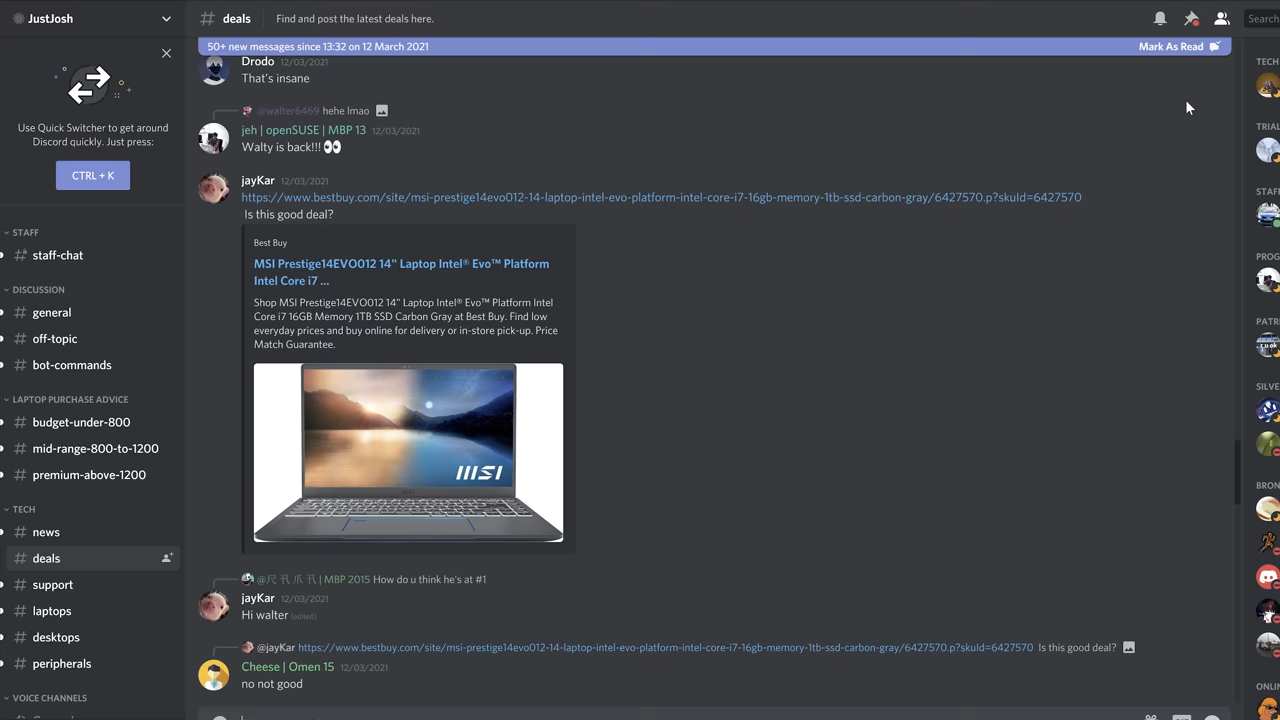 JustJosh
# deals
Find and post the latest deals here.
Search
50+ new messages since 13:32 on 12 March 2021
Mark As Read
Use Quick Switcher to get around
Discord quickly. Just press:
CTRL + K
STAFF
staff-chat
DISCUSSION
# general
# off-topic
# bot-commands
LAPTOP PURCHASE ADVICE
# budget-under-800
# mid-range-800-to-1200
# premium-above-1200
TECH
# news
# deals
# support
# laptops
# desktops
# peripherals
VOICE CHANNELS
Drodo 12/03/2021
That's insane
@walter6469 hehe lmao
jeh | openSUSE | MBP 13 12/03/2021
Walty is back!!! 👀
jayKar 12/03/2021
https://www.bestbuy.com/site/msi-prestige14evo012-14-laptop-intel-evo-platform-intel-core-i7-16gb-memory-1tb-ssd-carbon-gray/6427570.p?skuId=6427570
Is this good deal?
Best Buy
MSI Prestige14EVO012 14" Laptop Intel® Evo™ Platform
Intel Core i7 ...
Shop MSI Prestige14EVO012 14" Laptop Intel® Evo™ Platform Intel
Core i7 16GB Memory 1TB SSD Carbon Gray at Best Buy. Find low
everyday prices and buy online for delivery or in-store pick-up. Price
Match Guarantee.
msi
@尺 卂 爪 卂 | MBP 2015 How do u think he's at #1
jayKar 12/03/2021
Hi walter (edited)
@jayKar https://www.bestbuy.com/site/msi-prestige14evo012-14-laptop-intel-evo-platform-intel-core-i7-16gb-memory-1tb-ssd-carbon-gray/6427570.p?skuId=6427570 Is this good deal?
Cheese | Omen 15 12/03/2021
no not good
TECH
TRIAL
STAFF
PROG
PATRI
SILVE
BRON
ONLIN